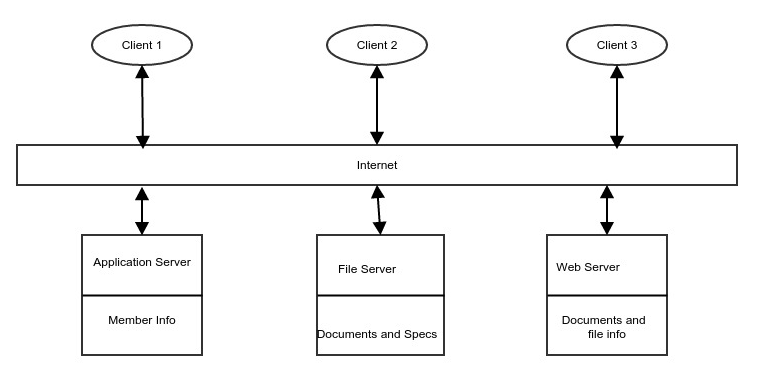 Client 1
Client 2
Client 3
Internet
Application Server
File Server
Web Server
Member Info
Documents and Specs
Documents and
file info